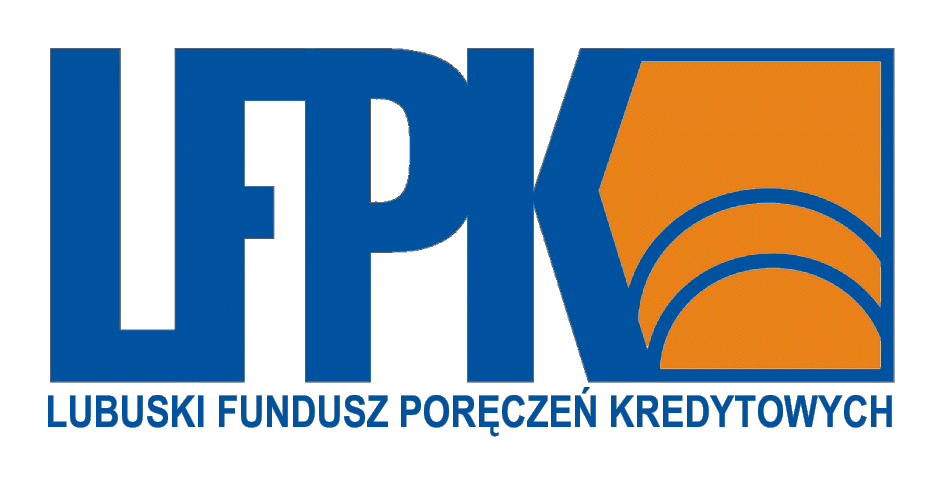 LFPK
LUBUSKI FUNDUSZ PORĘCZEŃ KREDYTOWYCH